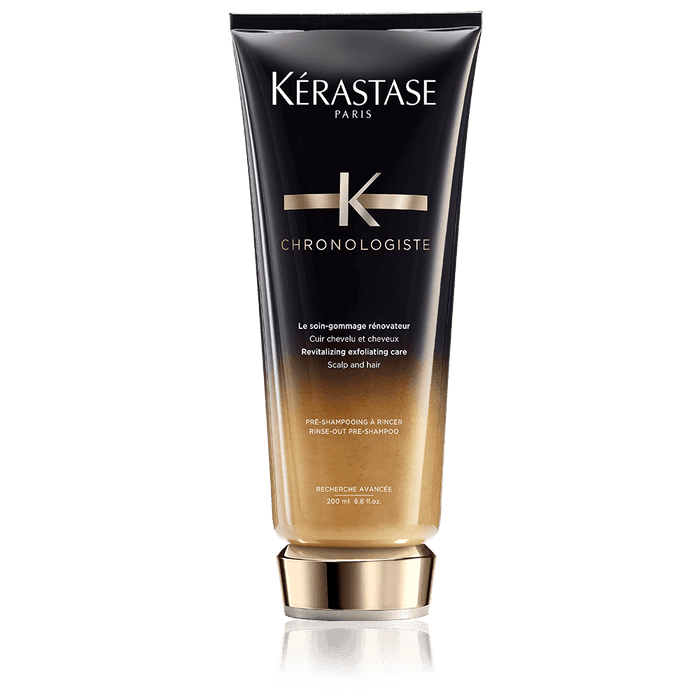 KÉRASTASE
PARIS
K
CHRONOLOGISTE
Le soin-gommage rénovateur
Cuir chevelu et cheveux
Revitalizing exfoliating care
Scalp and hair
PRÉ-SHAMPOOING À RINCER
RINSE-OUT PRE-SHAMPOO
RECHERCHE AVANCÉE
200 ml 6.8 fl.oz.